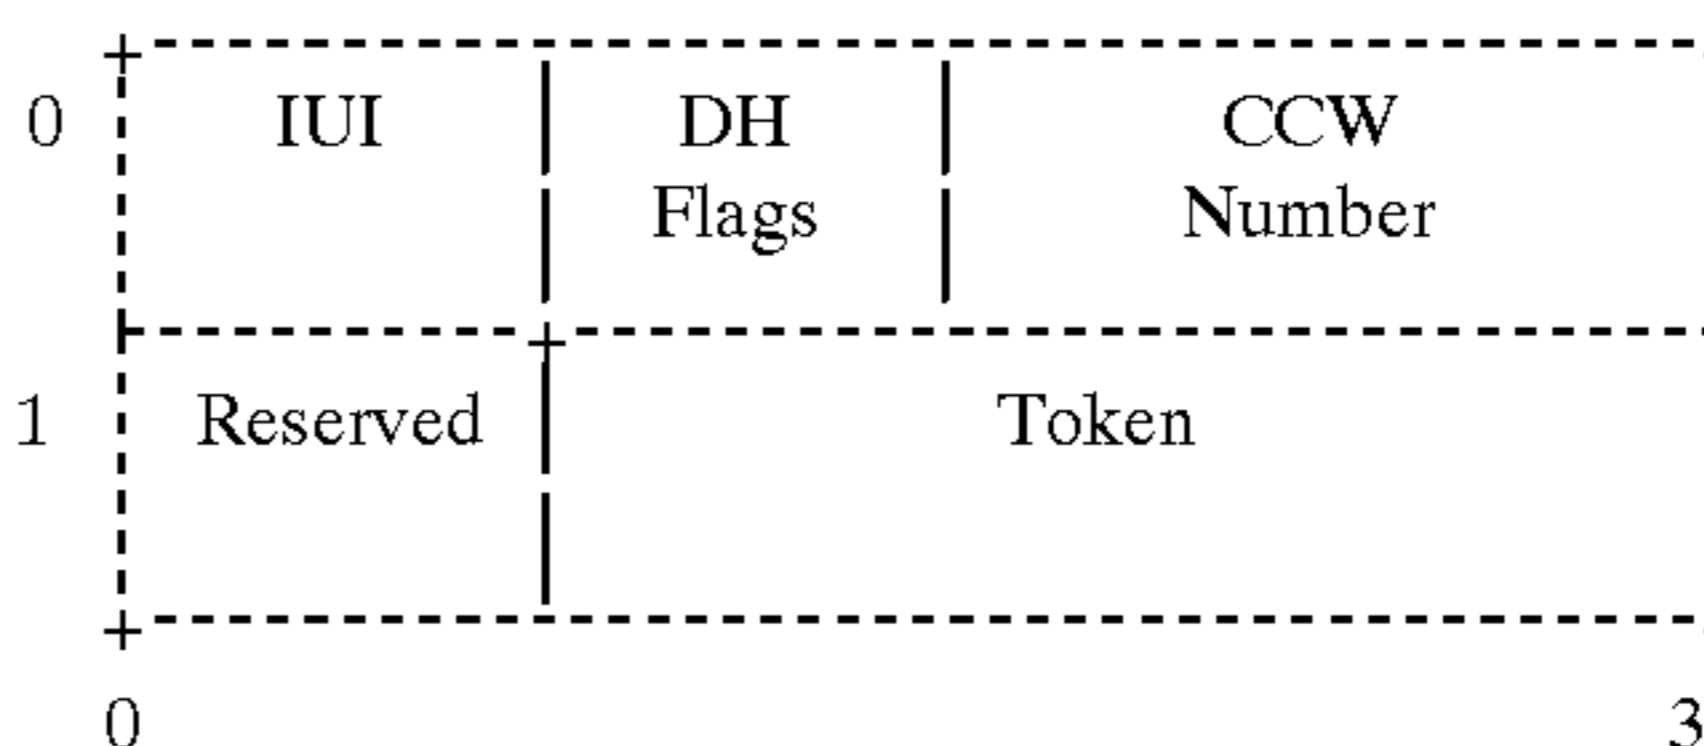 0 IUI DH CCW
Flags Number
1 Reserved Token
0 3